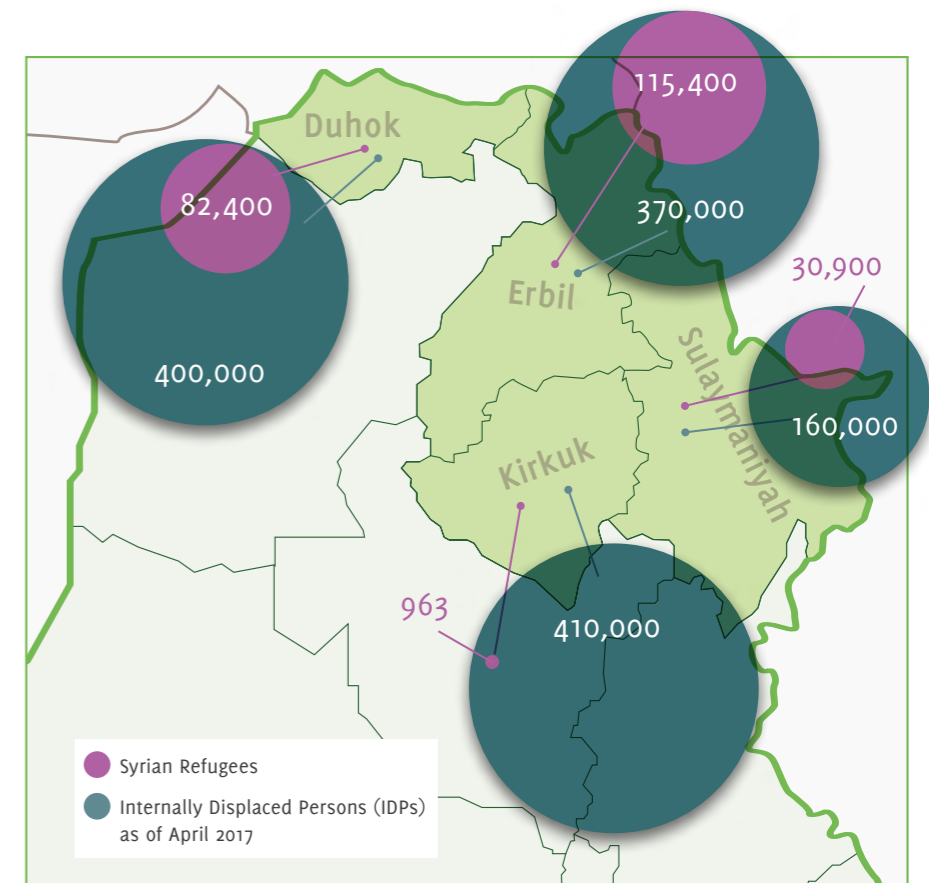 115,400
Duhok
82,400
370,000
30,900
Erbil
Sulaymaniyah
400,000
160,000
Kirkuk
963
410,000
Syrian Refugees
Internally Displaced Persons (IDPs)
as of April 2017